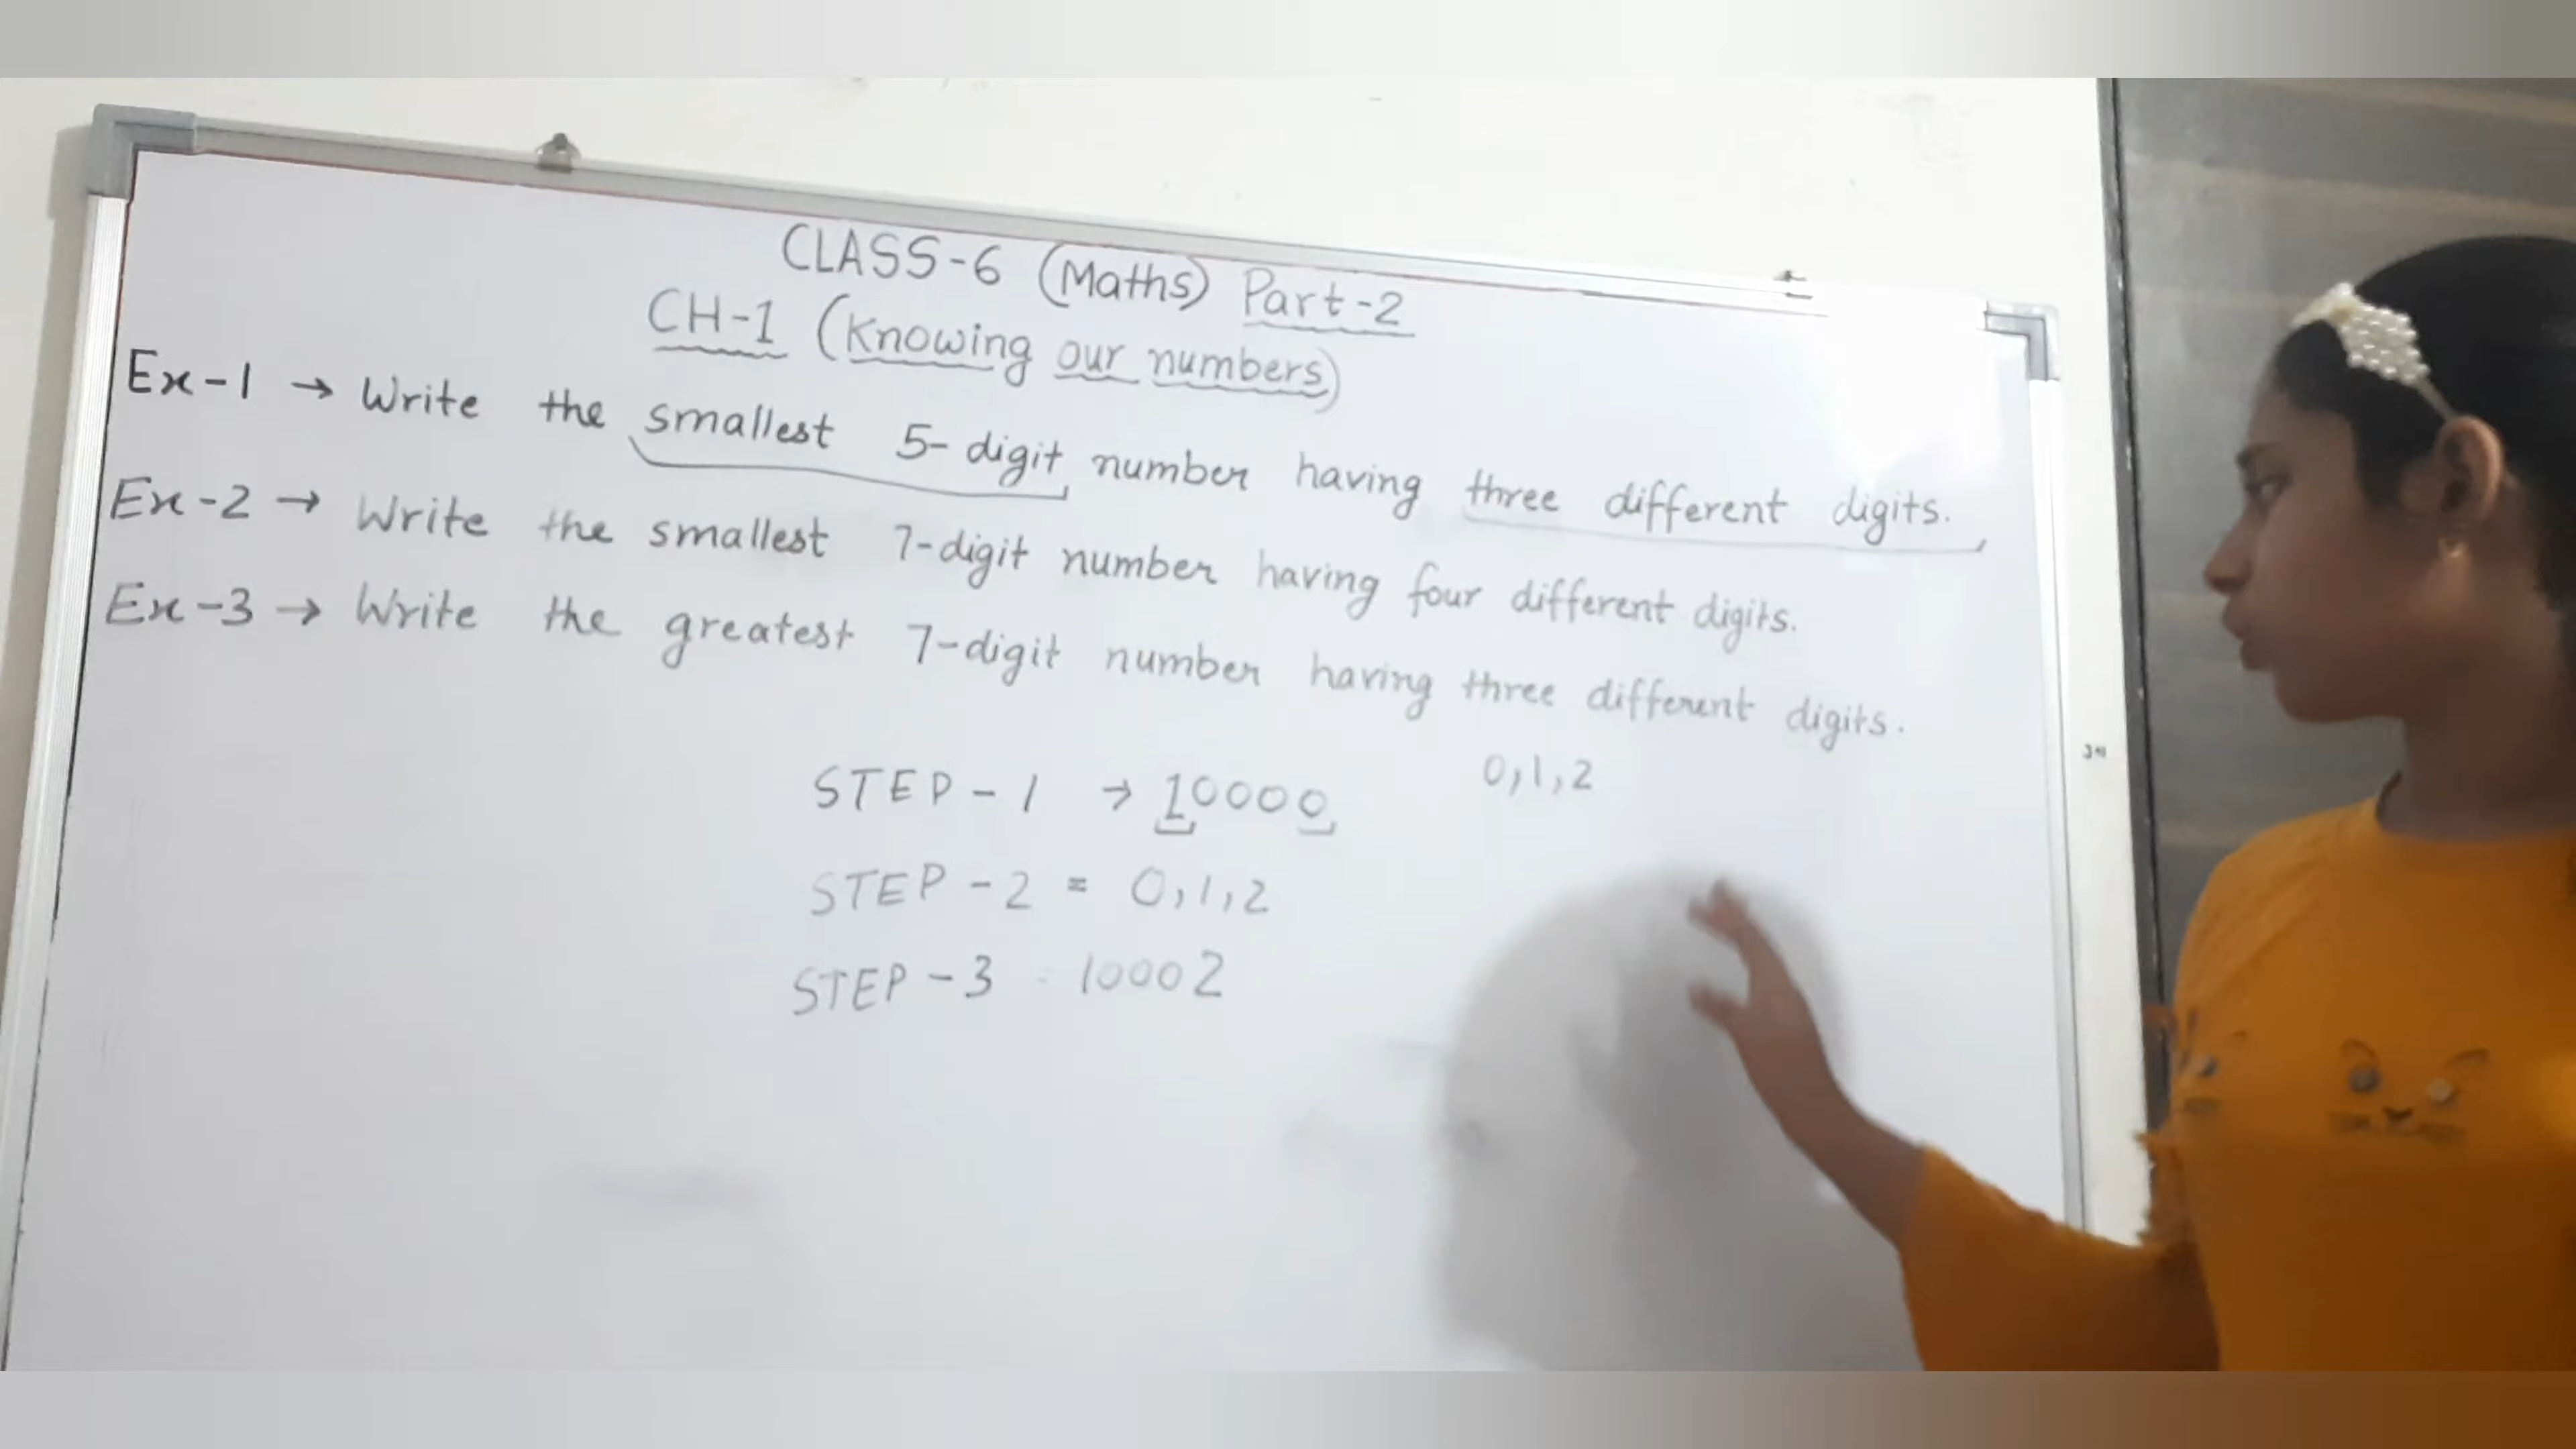 CLASS-6 (Maths) Part-2
CH-1 (Knowing our numbers)
Ex-1 → Write the smallest 5-digit number having three different digits.
Ex-2 → Write the smallest 7-digit number having four different digits.
Ex-3 → Write the greatest 7-digit number having three different digits.
STEP-1 → 10000 0,1,2
STEP-2 = 0,1,2
STEP-3 10002